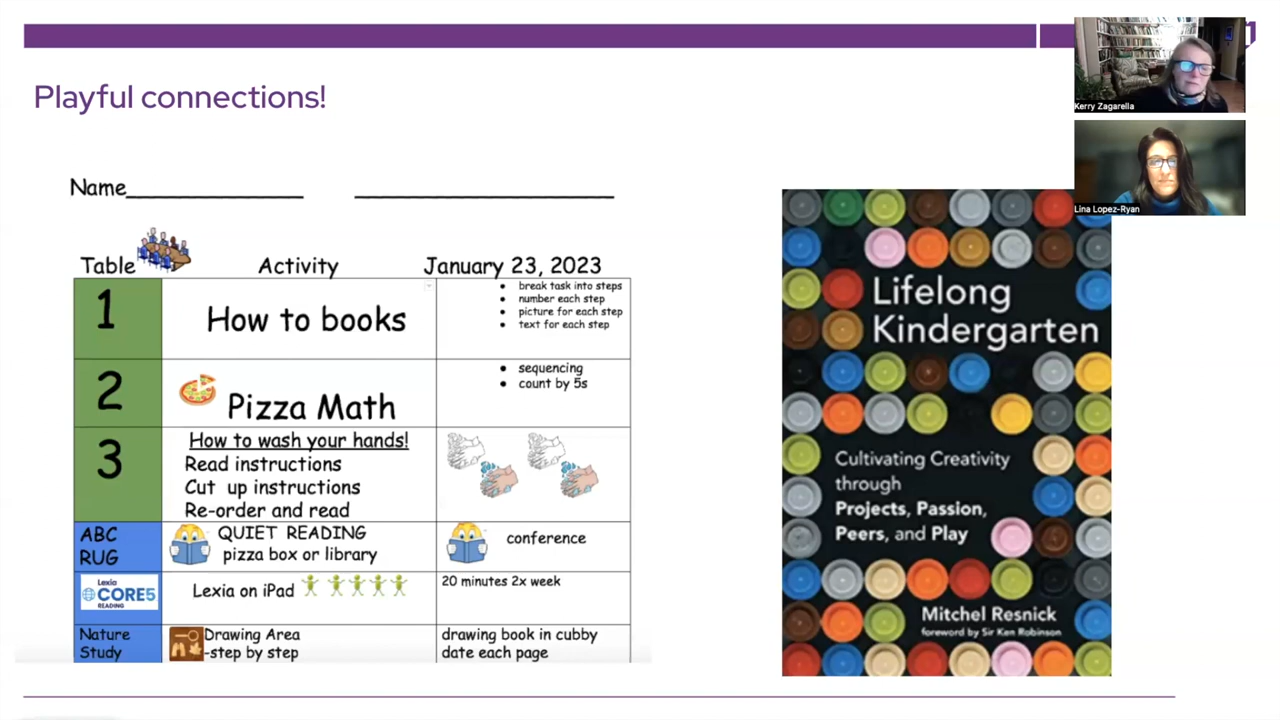 Playful connections!
Kerry Zagarella
Lina Lopez-Ryan
Name
Table Activity January 23, 2023
1 How to books
break task into steps
number each step
picture for each step
text for each step
2 Pizza Math
sequencing
count by 5s
3
How to wash your hands!
Read instructions
Cut up instructions
Re-order and read
ABC
RUG
QUIET READING
pizza box or library
conference
Lexia
CORE5
READING
Lexia on iPad
20 minutes 2x week
Nature
Study
Drawing Area
-step by step
drawing book in cubby
date each page
Lifelong
Kindergarten
Cultivating Creativity
through
Projects, Passion,
Peers, and Play
Mitchel Resnick
foreword by Sir Ken Robinson